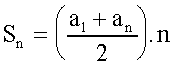 Sₙ = (a₁ + aₙ / 2) . n